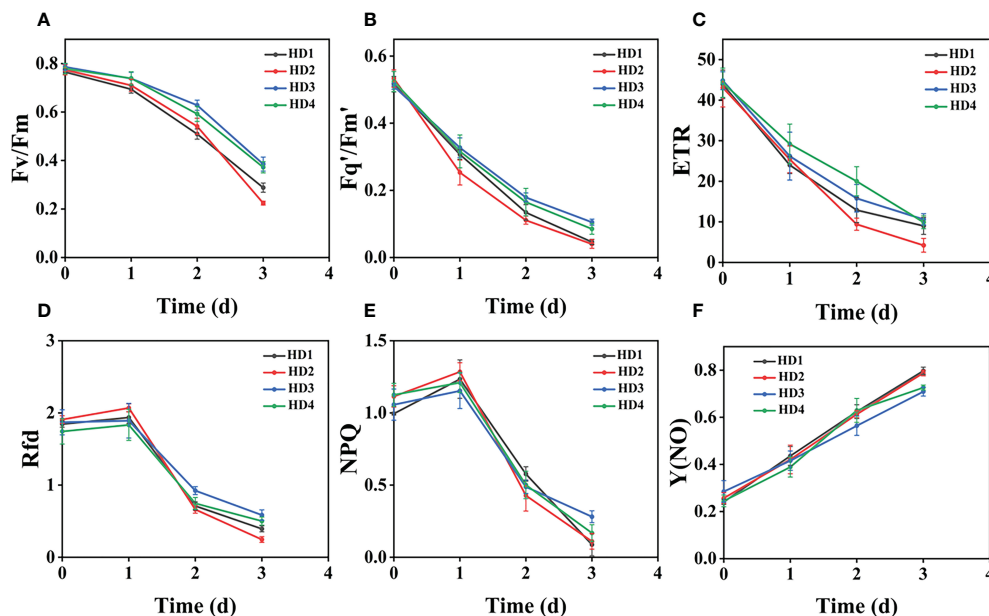 A
B
C
Fv/Fm
0.8
0.6
0.4
0.2
0.0
HD1
HD2
HD3
HD4
0
1
2
3
4
Time (d)
Fq'/Fm'
0.6
0.4
0.2
0.0
HD1
HD2
HD3
HD4
0
1
2
3
4
Time (d)
ETR
50
40
30
20
10
0
HD1
HD2
HD3
HD4
0
1
2
3
4
Time (d)
D
E
F
Rfd
3
2
1
0
HD1
HD2
HD3
HD4
0
1
2
3
4
Time (d)
NPQ
1.5
1.0
0.5
0.0
HD1
HD2
HD3
HD4
0
1
2
3
4
Time (d)
Y(NO)
0.8
0.6
0.4
0.2
0.0
HD1
HD2
HD3
HD4
0
1
2
3
4
Time (d)